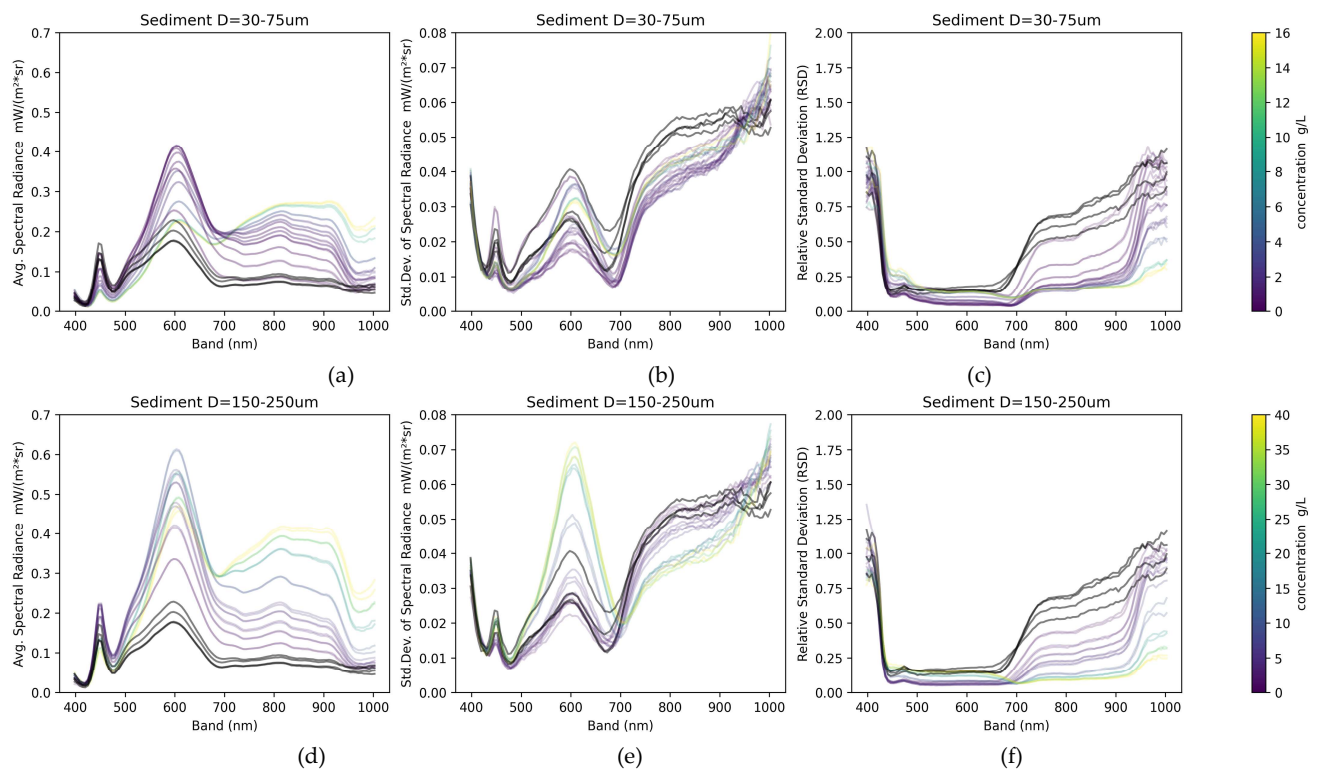 Sediment D=30-75um
Avg. Spectral Radiance mW/(m²*sr)
0.7
0.6
0.5
0.4
0.3
0.2
0.1
0.0
400 500 600 700 800 900 1000
Band (nm)
(a)
Sediment D=30-75um
Std.Dev. of Spectral Radiance mW/(m²*sr)
0.08
0.07
0.06
0.05
0.04
0.03
0.02
0.01
0.00
400 500 600 700 800 900 1000
Band (nm)
(b)
Sediment D=30-75um
Relative Standard Deviation (RSD)
2.00
1.75
1.50
1.25
1.00
0.75
0.50
0.25
0.00
400 500 600 700 800 900 1000
Band (nm)
(c)
16
14
12
10
8
6
4
2
0
concentration g/L
Sediment D=150-250um
Avg. Spectral Radiance mW/(m²*sr)
0.7
0.6
0.5
0.4
0.3
0.2
0.1
0.0
400 500 600 700 800 900 1000
Band (nm)
(d)
Sediment D=150-250um
Std.Dev. of Spectral Radiance mW/(m²*sr)
0.08
0.07
0.06
0.05
0.04
0.03
0.02
0.01
0.00
400 500 600 700 800 900 1000
Band (nm)
(e)
Sediment D=150-250um
Relative Standard Deviation (RSD)
2.00
1.75
1.50
1.25
1.00
0.75
0.50
0.25
0.00
400 500 600 700 800 900 1000
Band (nm)
(f)
40
35
30
25
20
15
10
5
0
concentration g/L